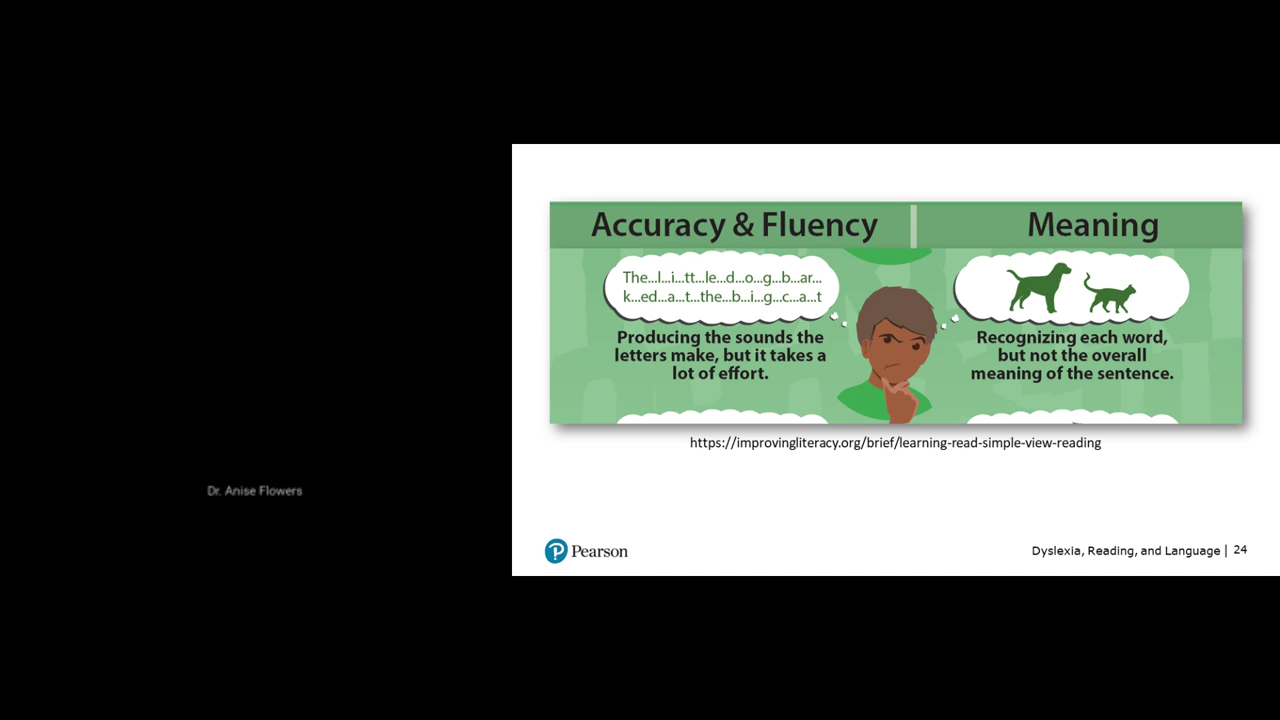 Accuracy & Fluency
Meaning
The...l...i...tt...le...d...o...g...b...ar...
k...ed...a...t...the...b...i...g...c...a...t
Producing the sounds the
letters make, but it takes a
lot of effort.
Recognizing each word,
but not the overall
meaning of the sentence.
https://improvingliteracy.org/brief/learning-read-simple-view-reading
Dr. Anise Flowers
Pearson
Dyslexia, Reading, and Language | 24